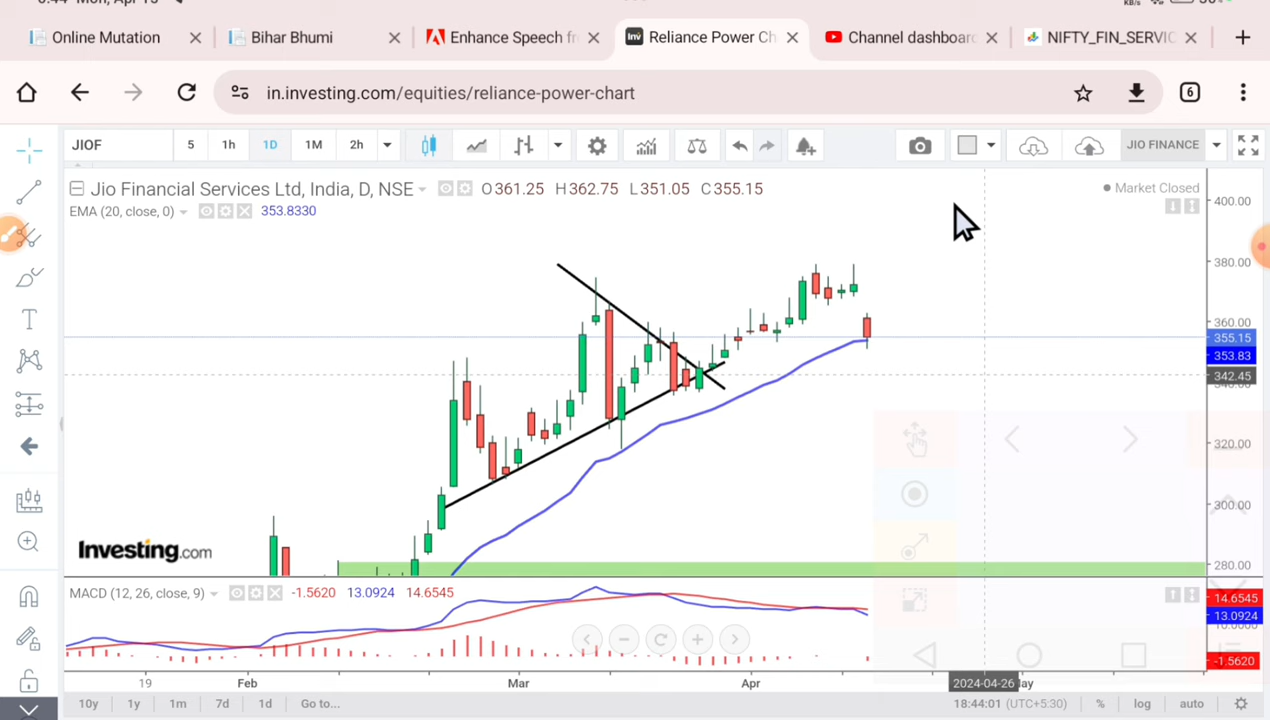 Online Mutation
Bihar Bhumi
Enhance Speech fr
Reliance Power Ch
Channel dashboard
NIFTY_FIN_SERVIC
in.investing.com/equities/reliance-power-chart
6
JIOF
5 1h 1D 1M 2h
JIO FINANCE
Jio Financial Services Ltd, India, D, NSE O361.25 H362.75 L351.05 C355.15
Market Closed
EMA (20, close, 0) 353.8330
400.00
380.00
360.00
355.15
353.83
342.45
320.00
300.00
280.00
Investing.com
MACD (12, 26, close, 9) -1.5620 13.0924 14.6545
14.6545
13.0924
-1.5620
19 Feb Mar Apr 2024-04-26
10y 1y 1m 7d 1d Go to... 18:44:01 (UTC+5:30) % log auto